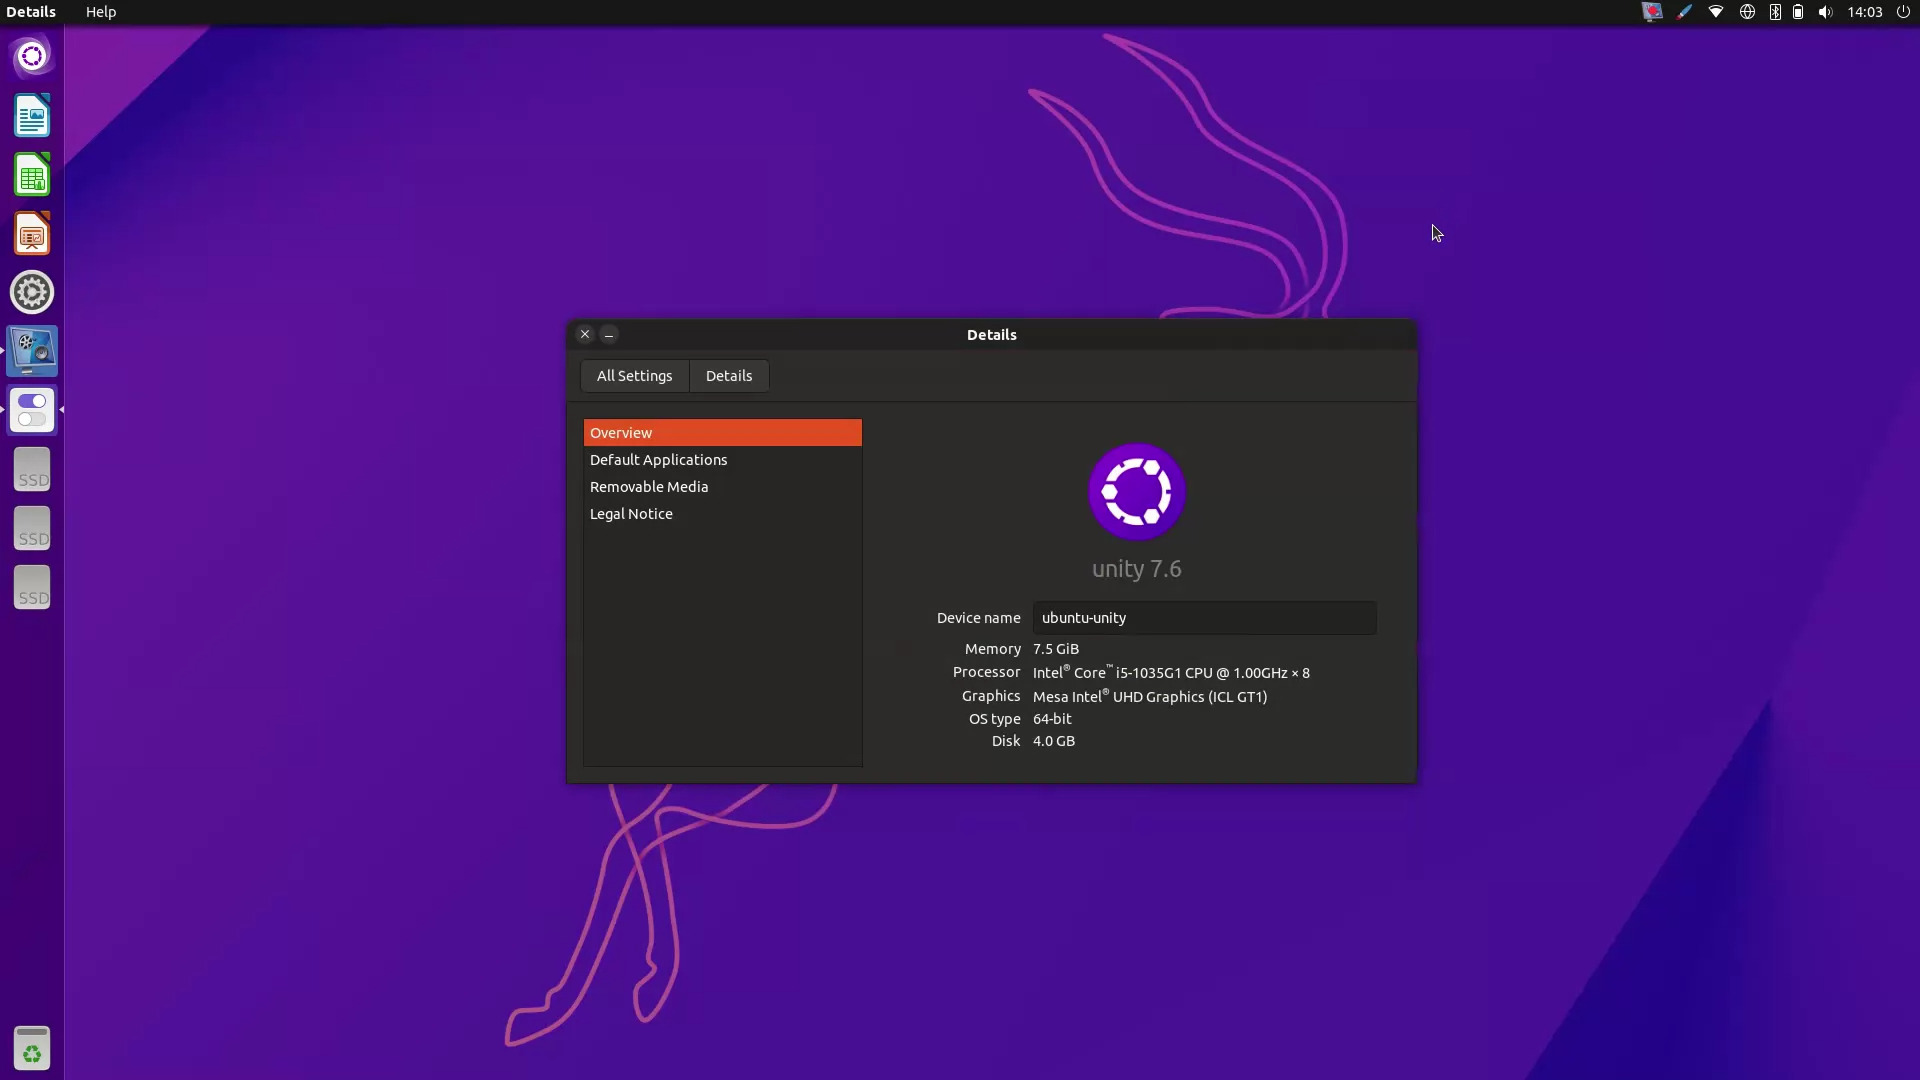 Details Help 14:03
Details
All Settings Details
Overview
Default Applications
Removable Media
Legal Notice
unity 7.6
Device name ubuntu-unity
Memory 7.5 GiB
Processor Intel® Core™ i5-1035G1 CPU @ 1.00GHz × 8
Graphics Mesa Intel® UHD Graphics (ICL GT1)
OS type 64-bit
Disk 4.0 GB
SSD
SSD
SSD